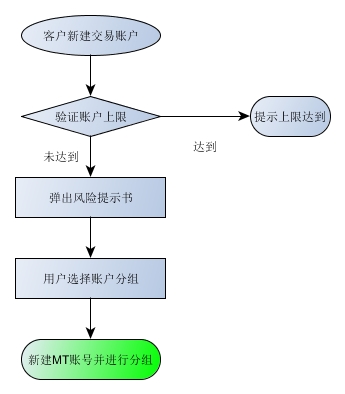 客户新建交易账户
验证账户上限
提示上限达到
未达到
达到
弹出风险提示书
用户选择账户分组
新建MT账号并进行分组